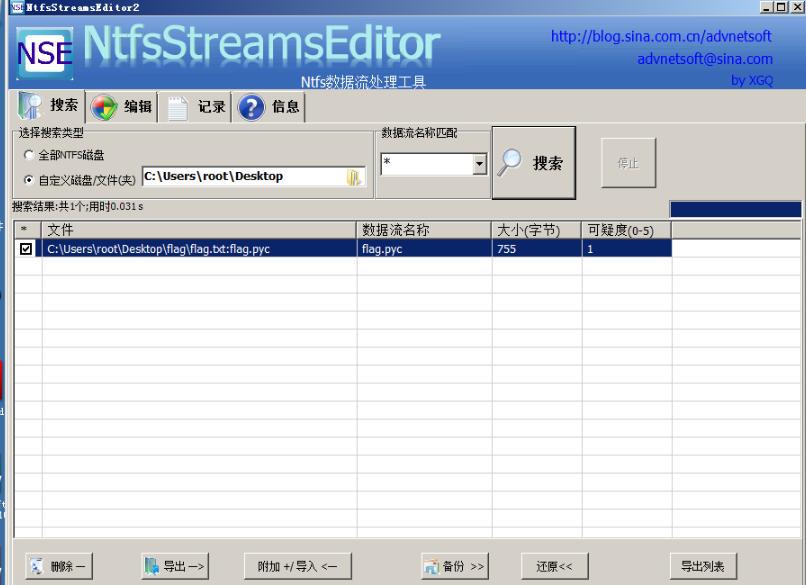 NtfsStreamsEditor2
NSE NtfsStreamsEditor
http://blog.sina.com.cn/advnetsoft
advnetsoft@sina.com
Ntfs数据流处理工具
by XGQ
搜索 编辑 记录 信息
选择搜索类型 数据流名称匹配
全部NTFS磁盘
自定义磁盘/文件(夹) C:\Users\root\Desktop * 搜索 停止
搜索结果:共1个;用时0.031s
* 文件 数据流名称 大小(字节) 可疑度(0-5)
C:\Users\root\Desktop\flag\flag.txt:flag.pyc flag.pyc 755 1
删除 — 导出 —> 附加 +/导入 <— 备份 >> 还原<< 导出列表